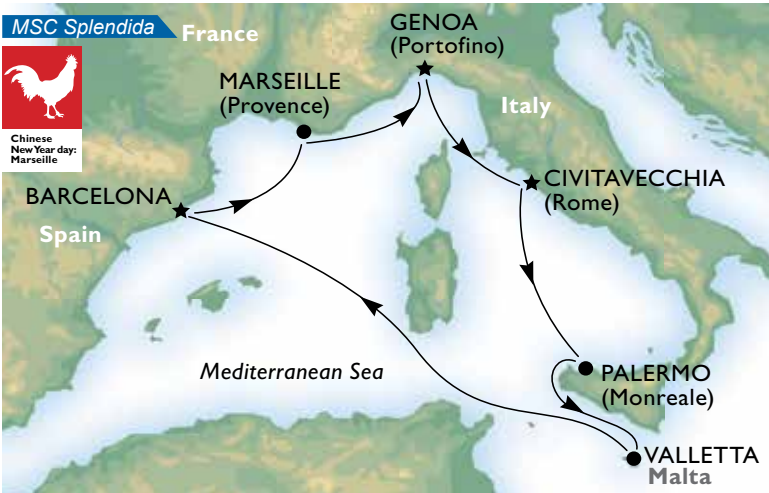 MSC Splendida
France
GENOA
(Portofino)
MARSEILLE
(Provence)
Italy
Chinese
New Year day:
Marseille
BARCELONA
CIVITAVECCHIA
(Rome)
Spain
Mediterranean Sea
PALERMO
(Monreale)
VALLETTA
Malta